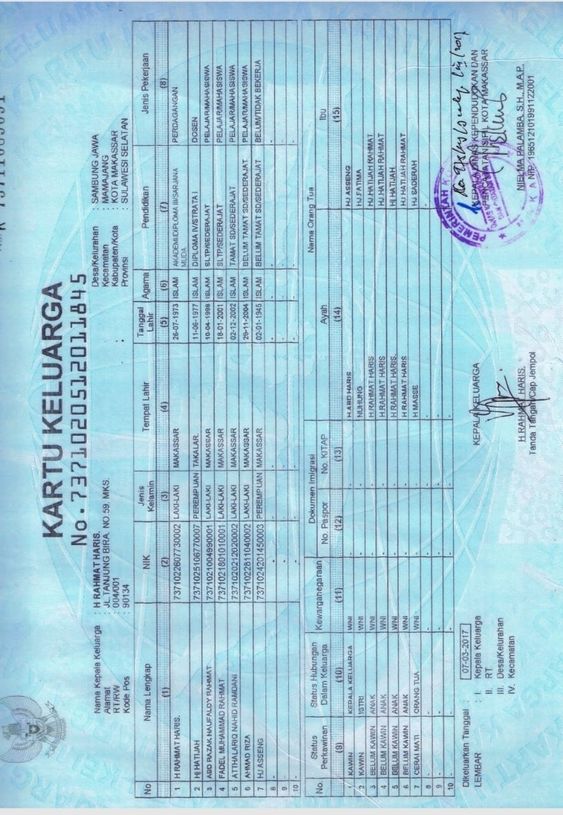 KARTU KELUARGA
No. 7371020512011845
Nama Kepala Keluarga : H RAHMAT HARIS.
Alamat : JL.TANJUNG BIRA. NO.59. MKS.
RT/RW : 004/001
Kode Pos : 90134
Desa/Kelurahan : SAMBUNG JAWA
Kecamatan : MAMAJANG
Kabupaten/Kota : KOTA MAKASSAR
Provinsi : SULAWESI SELATAN
No Nama Lengkap NIK Jenis Kelamin Tempat Lahir Tanggal Lahir Agama Pendidikan Jenis Pekerjaan
(1) (2) (3) (4) (5) (6) (7) (8)
1 H RAHMAT HARIS. 7371022607730002 LAKI-LAKI MAKASSAR 26-07-1973 ISLAM AKADEMI/DIPLOMA III/SARJANA MUDA PERDAGANGAN
2 HJ HATIJAH 7371025106770007 PEREMPUAN TAKALAR. 11-06-1977 ISLAM DIPLOMA IV/STRATA I DOSEN
3 ABD RAZAK NAUFALDY RAHMAT 7371021004990001 LAKI-LAKI MAKASSAR ISLAM SLTP/SEDERAJAT PELAJAR/MAHASISWA
4 FADEL MUHAMMAD RAHMAT 7371021801010001 LAKI-LAKI MAKASSAR 18-01-2001 ISLAM SLTP/SEDERAJAT PELAJAR/MAHASISWA
5 ATTHALARIQ NAHID RAMDANI 7371020212020002 LAKI-LAKI MAKASSAR 02-12-2002 ISLAM TAMAT SD/SEDERAJAT PELAJAR/MAHASISWA
6 AHMAD RIZA 7371022811040002 LAKI-LAKI MAKASSAR ISLAM BELUM TAMAT SD/SEDERAJAT PELAJAR/MAHASISWA
7 HJ ASSENG 7371024201450003 PEREMPUAN MAKASSAR 02-01-1945 ISLAM BELUM TAMAT SD/SEDERAJAT BELUM/TIDAK BEKERJA
8 - - - - - - - -
9 - - - - - - - -
10 - - - - - - - -
No Status Perkawinan Status Hubungan Dalam Keluarga Kewarganegaraan Dokumen Imigrasi Nama Orang Tua
No. Paspor No. KITAP Ayah Ibu
(9) (10) (11) (12) (13) (14) (15)
1 KAWIN KEPALA KELUARGA WNI - - H.ABD HARIS HJ ASSENG
2 KAWIN ISTRI WNI - - NUHUNG HJ.FATIMA
3 BELUM KAWIN ANAK WNI - - H RAHMAT HARIS. HJ HATIJAH RAHMAT
4 BELUM KAWIN ANAK WNI - - H RAHMAT HARIS. HJ HATIJAH RAHMAT
5 BELUM KAWIN ANAK WNI - - H RAHMAT HARIS. HJ HATIJAH
6 BELUM KAWIN ANAK WNI - - H RAHMAT HARIS HJ HATIJAH RAHMAT
7 CERAI MATI ORANG TUA WNI - - H MASSE HJ SADERAH
8 - - - - - - -
9 - - - - - - -
10 - - - - - - -
Dikeluarkan Tanggal : 07-03-2017
LEMBAR : I. Kepala Keluarga
II. RT
III. Desa/Kelurahan
IV. Kecamatan
KEPALA KELUARGA
H RAHMAT HARIS.
Tanda Tangan/Cap Jempol
KEPALA DINAS KEPENDUDUKAN DAN
PENCATATAN SIPIL KOTA MAKASSAR
PEMERINTAH
NIELMA PALAMBA, S.H., M.AP.
NIP. 196512101991122001